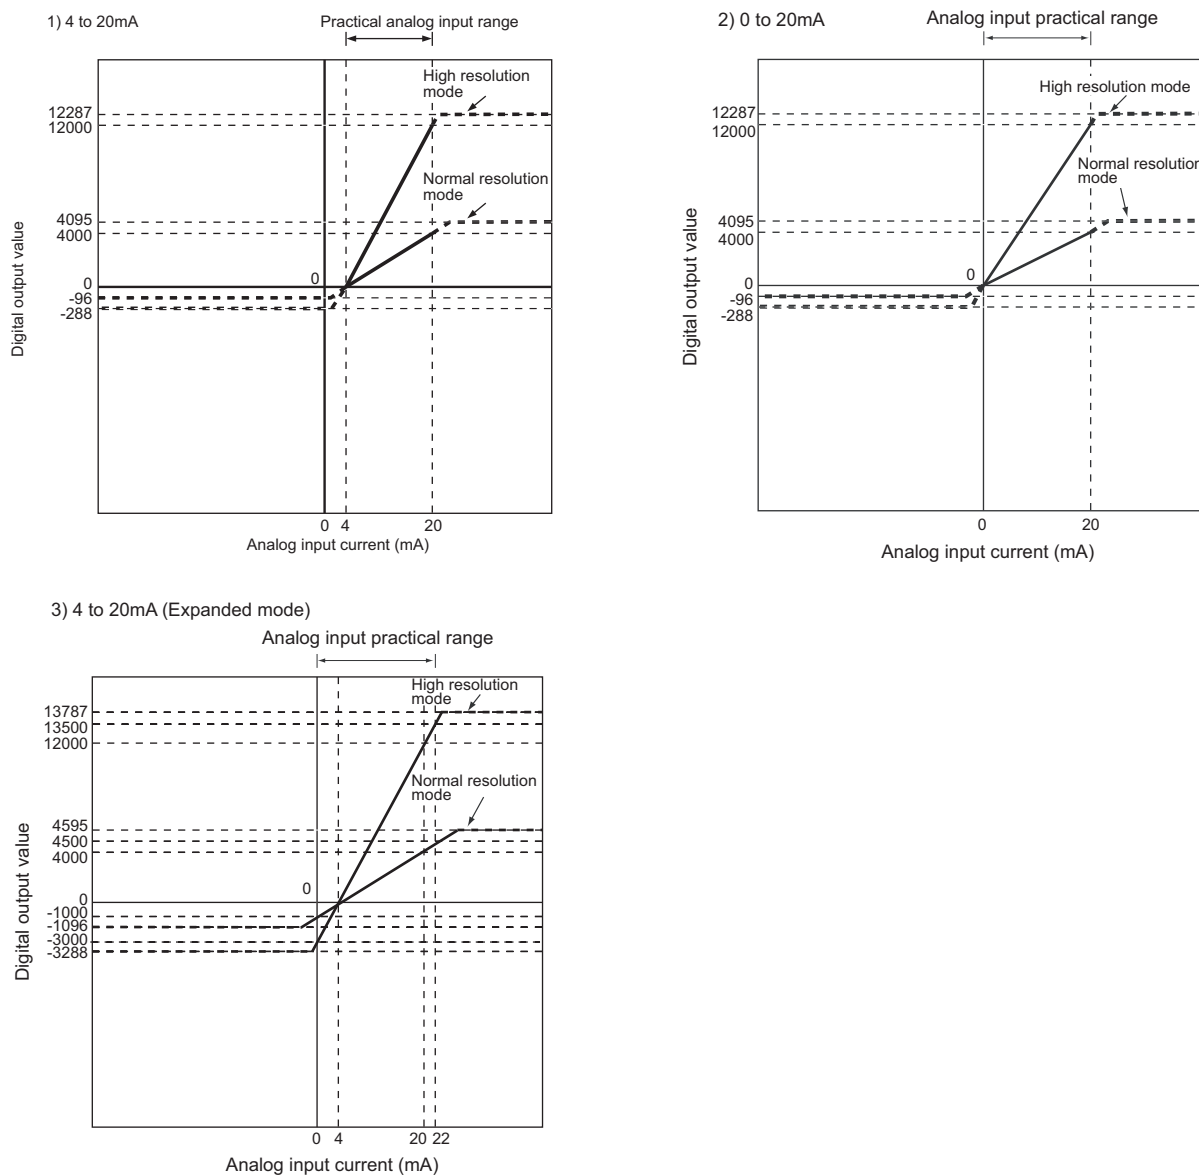 1) 4 to 20mA
Practical analog input range
High resolution
mode
12287
12000
Normal resolution
mode
4095
4000
0
0
-96
-288
Digital output value
0 4 20
Analog input current (mA)
2) 0 to 20mA
Analog input practical range
High resolution mode
12287
12000
Normal resolution
mode
4095
4000
0
0
-96
-288
Digital output value
0 20
Analog input current (mA)
3) 4 to 20mA (Expanded mode)
Analog input practical range
High resolution
mode
13787
13500
12000
Normal resolution
mode
4595
4500
4000
0
0
-1000
-1096
-3000
-3288
Digital output value
0 4 20 22
Analog input current (mA)